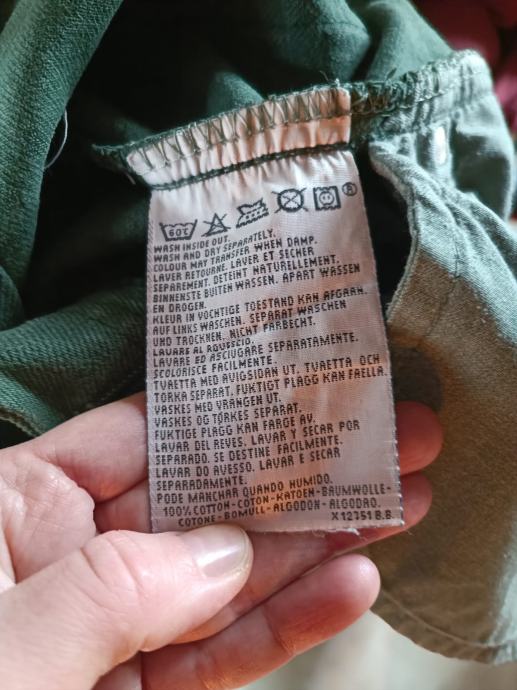 60°C ®
WASH INSIDE OUT.
WASH AND DRY SEPARATELY.
COLOUR MAY TRANSFER WHEN DAMP.
LAVER RETOURNE. LAVER ET SECHER
SEPAREMENT. DETEINT NATURELLEMENT.
BINNENSTE BUITEN WASSEN. APART WASSEN
EN DROGEN.
KLEUR IN VOCHTIGE TOESTAND KAN AFGAAN.
AUF LINKS WASCHEN. SEPARAT WASCHEN
UND TROCKNEN. NICHT FARBECHT.
LAVARE AL ROVESCIO.
LAVARE ED ASCIUGARE SEPARATAMENTE.
SCOLORISCE FACILMENTE.
TVAETTA MED AVIGSIDAN UT. TVAETTA OCH
TORKA SEPARAT. FUKTIGT PLAGG KAN FAELLA.
VASKES MED VRANGEN UT.
VASKES OG TØRKES SEPARAT.
FUKTIGE PLAGG KAN FARGE AV.
LAVAR DEL REVES. LAVAR Y SECAR POR
SEPARADO. SE DESTINE FACILMENTE.
LAVAR DO AVESSO. LAVAR E SECAR
SEPARADAMENTE.
PODE MANCHAR QUANDO HUMIDO.
100% COTTON-COTON-KATOEN-BAUMWOLLE-
COTONE-BOMULL-ALGODON-ALGODAO.
X12751 B.B.